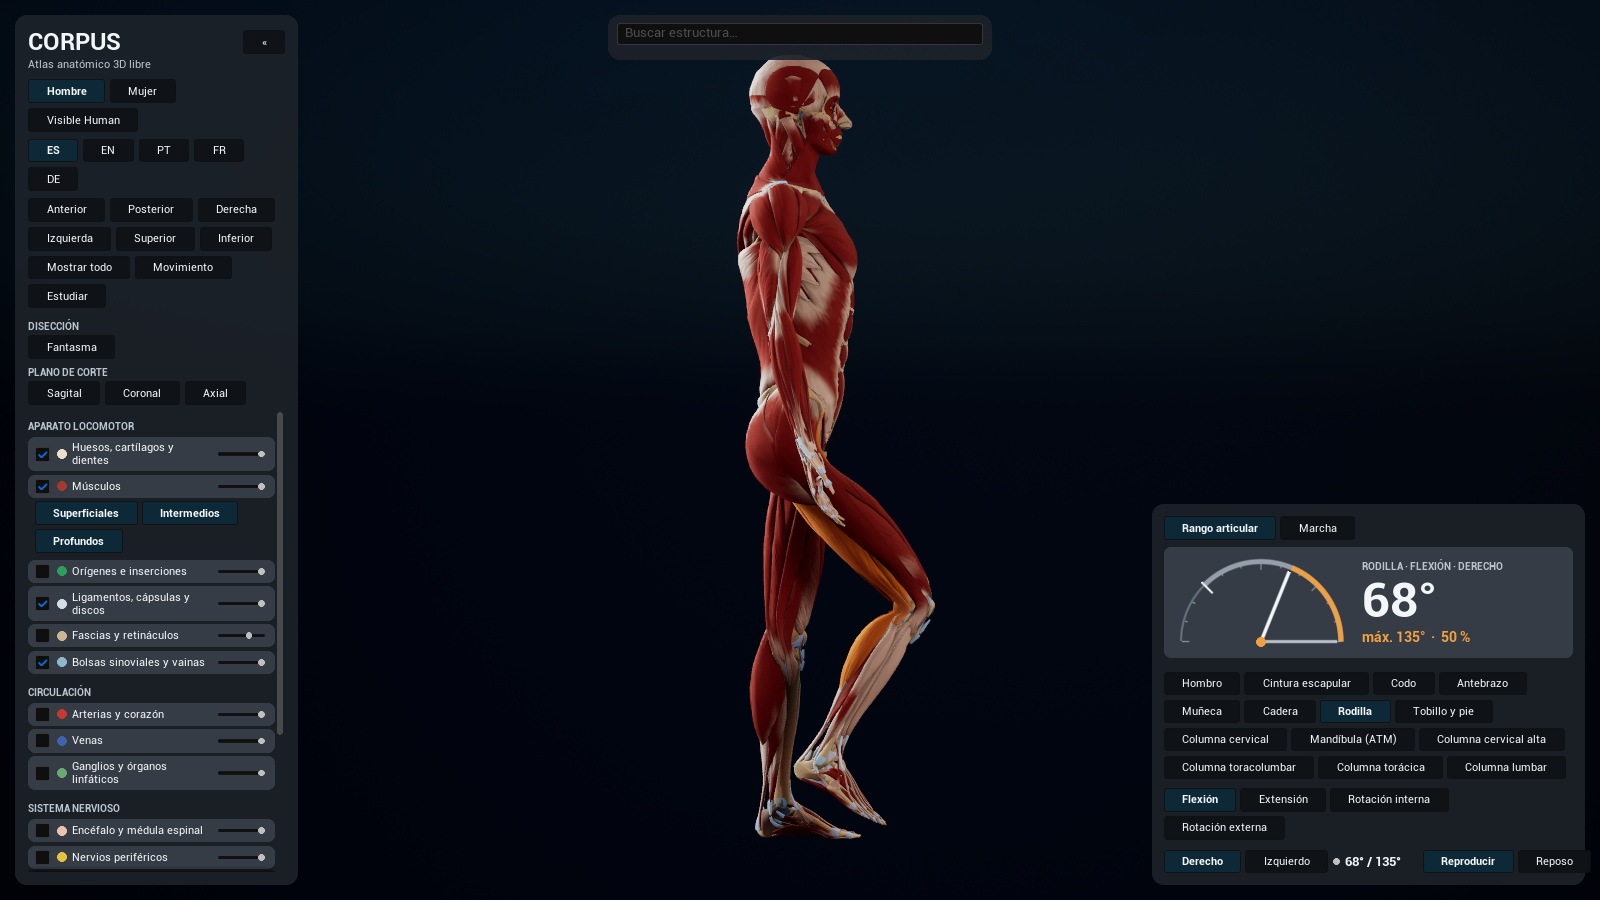 CORPUS
«
Atlas anatómico 3D libre
Hombre
Mujer
Visible Human
ES
EN
PT
FR
DE
Anterior
Posterior
Derecha
Izquierda
Superior
Inferior
Mostrar todo
Movimiento
Estudiar
DISECCIÓN
Fantasma
PLANO DE CORTE
Sagital
Coronal
Axial
APARATO LOCOMOTOR
Huesos, cartílagos y
dientes
Músculos
Superficiales
Intermedios
Profundos
Orígenes e inserciones
Ligamentos, cápsulas y
discos
Fascias y retináculos
Bolsas sinoviales y vainas
CIRCULACIÓN
Arterias y corazón
Venas
Ganglios y órganos
linfáticos
SISTEMA NERVIOSO
Encéfalo y médula espinal
Nervios periféricos
Buscar estructura...
Rango articular
Marcha
RODILLA · FLEXIÓN · DERECHO
68°
máx. 135° · 50 %
Hombro
Cintura escapular
Codo
Antebrazo
Muñeca
Cadera
Rodilla
Tobillo y pie
Columna cervical
Mandíbula (ATM)
Columna cervical alta
Columna toracolumbar
Columna torácica
Columna lumbar
Flexión
Extensión
Rotación interna
Rotación externa
Derecho
Izquierdo
68° / 135°
Reproducir
Reposo